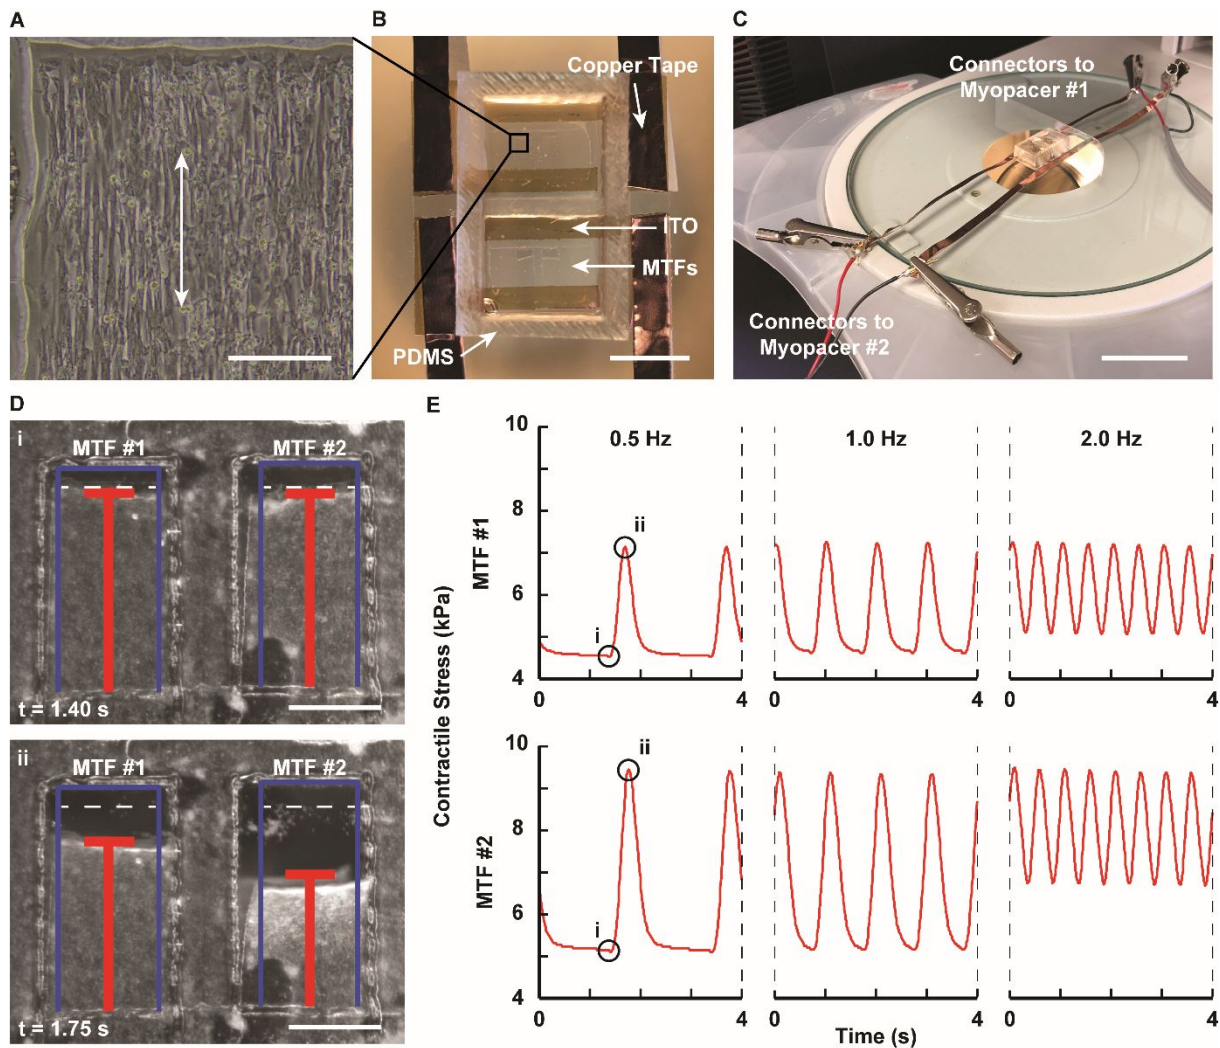 A
B
C
Copper Tape
ITO
MTFs
PDMS
Connectors to
Myopacer #1
Connectors to
Myopacer #2
D
i
MTF #1
MTF #2
t = 1.40 s
ii
MTF #1
MTF #2
t = 1.75 s
E
Contractile Stress (kPa)
MTF #1
10
8
6
4
0.5 Hz
1.0 Hz
2.0 Hz
ii
i
0
4
0
4
0
4
MTF #2
10
8
6
4
ii
i
0
4
0
4
0
4
Time (s)